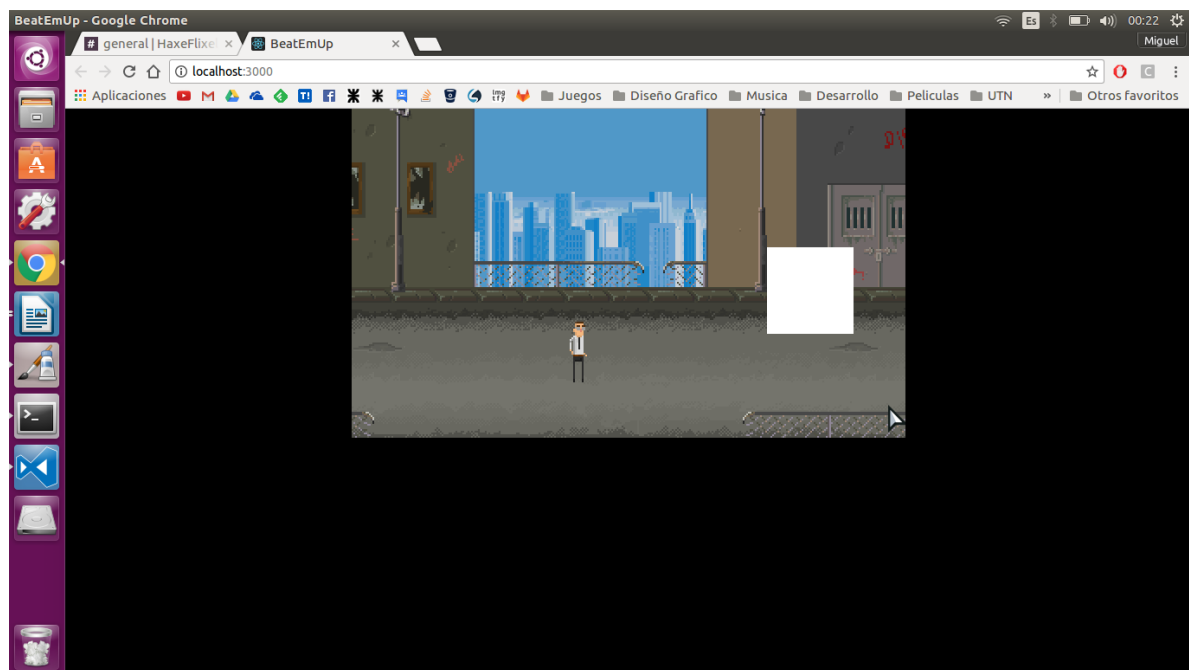 BeatEmUp - Google Chrome
Es
00:22
# general | HaxeFlixel
BeatEmUp
Miguel
localhost:3000
Aplicaciones
Juegos
Diseño Grafico
Musica
Desarrollo
Peliculas
UTN
»
Otros favoritos